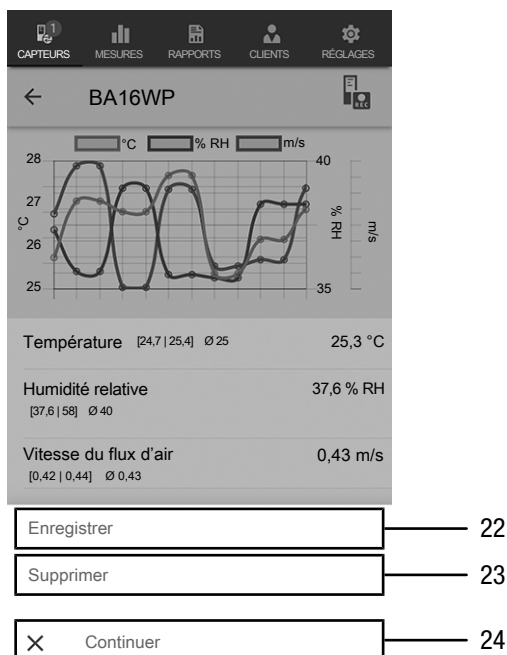 1
CAPTEURS MESURES RAPPORTS CLIENTS RÉGLAGES
BA16WP
REC
°C % RH m/s
28 40
27
26
25 35
°C
% RH
m/s
Température [24,7 | 25,4] Ø 25 25,3 °C
Humidité relative 37,6 % RH
[37,6 | 58] Ø 40
Vitesse du flux d'air 0,43 m/s
[0,42 | 0,44] Ø 0,43
Enregistrer 22
Supprimer 23
Continuer 24